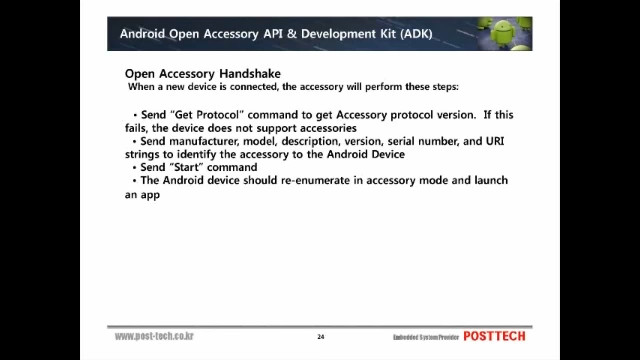 Android Open Accessory API & Development Kit (ADK)
Open Accessory Handshake
When a new device is connected, the accessory will perform these steps:
• Send "Get Protocol" command to get Accessory protocol version.  If this
fails, the device does not support accessories
• Send manufacturer, model, description, version, serial number, and URI
strings to identify the accessory to the Android Device
• Send "Start" command
• The Android device should re-enumerate in accessory mode and launch
an app
www.post-tech.co.kr
24
Embedded System Provider POSTTECH